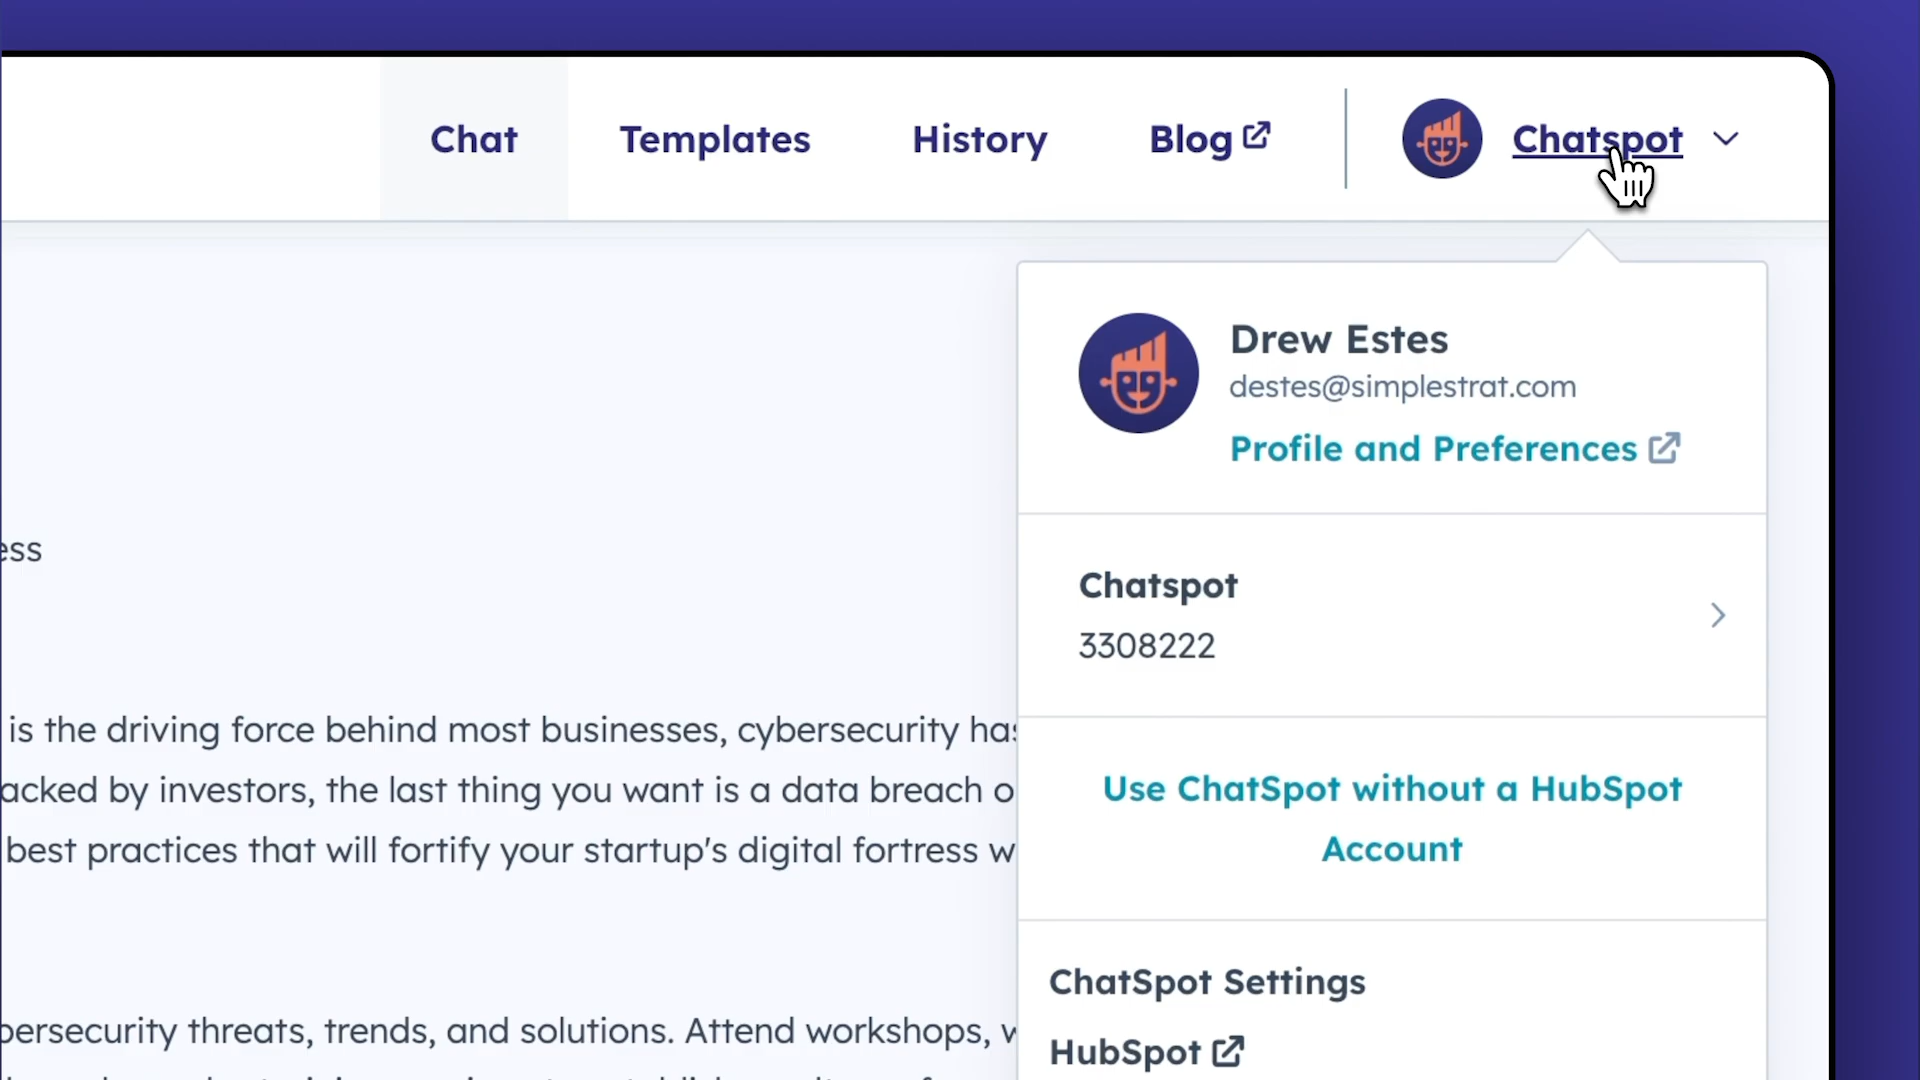 Chat Templates History Blog Chatspot
Drew Estes
destes@simplestrat.com
Profile and Preferences
Chatspot
3308222
Use ChatSpot without a HubSpot
Account
ChatSpot Settings
HubSpot
ess
is the driving force behind most businesses, cybersecurity has
acked by investors, the last thing you want is a data breach o
best practices that will fortify your startup's digital fortress w
bersecurity threats, trends, and solutions. Attend workshops, w